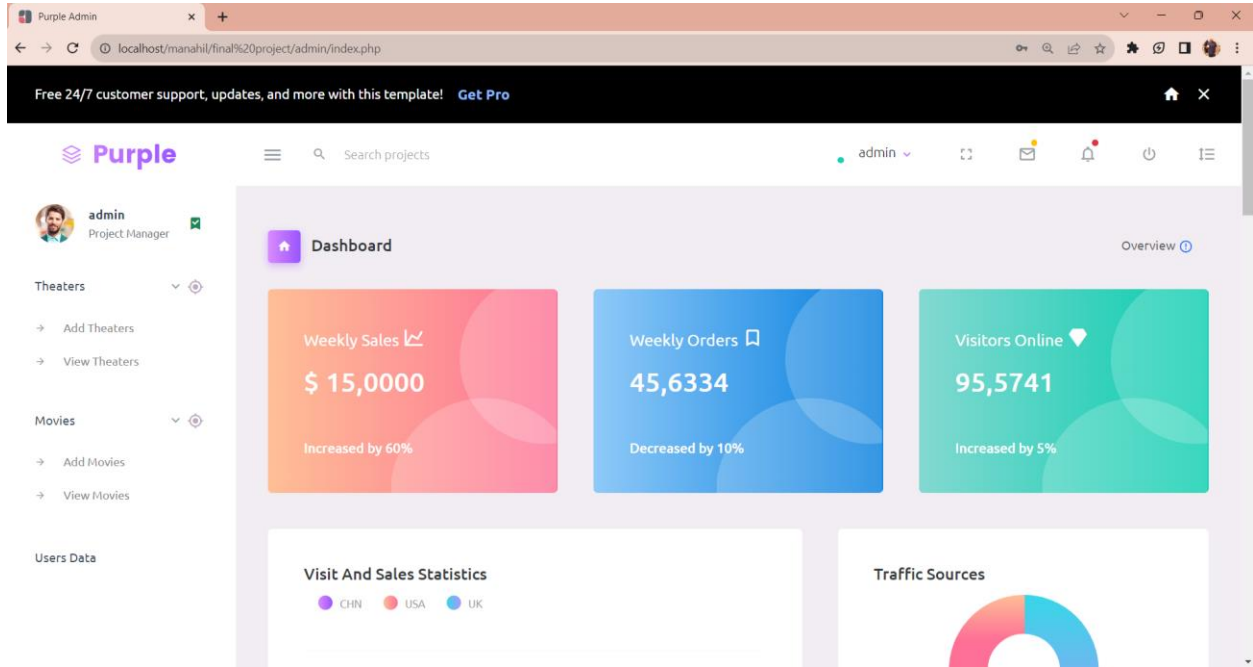 Purple Admin
localhost/manahil/final%20project/admin/index.php
Free 24/7 customer support, updates, and more with this template! Get Pro
Purple
Search projects
admin
admin
Project Manager
Dashboard
Overview
Theaters
Add Theaters
View Theaters
Movies
Add Movies
View Movies
Users Data
Weekly Sales
$ 15,0000
Increased by 60%
Weekly Orders
45,6334
Decreased by 10%
Visitors Online
95,5741
Increased by 5%
Visit And Sales Statistics
CHN USA UK
Traffic Sources